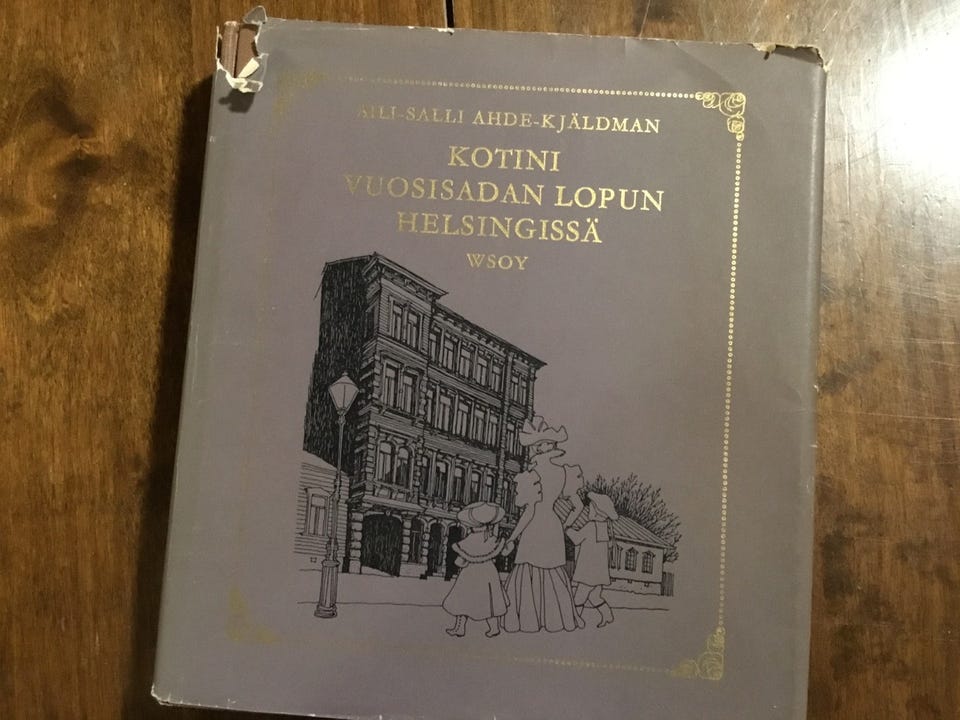 AILI-SALLI AHDE-KJÄLDMAN
KOTINI
VUOSISADAN LOPUN
HELSINGISSÄ
WSOY